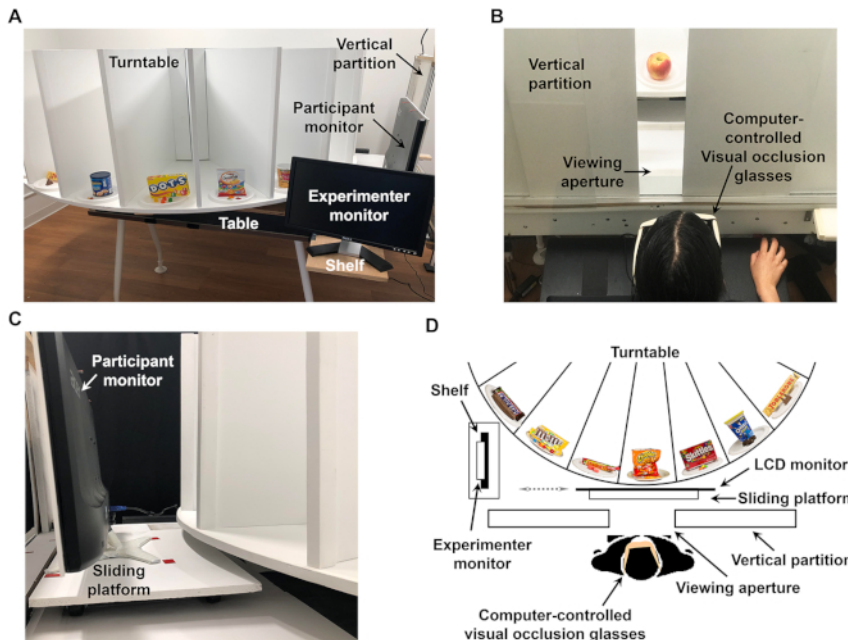 A
Turntable
Vertical
partition
Participant
monitor
DOTS
Experimenter
monitor
Table
Shelf
B
Vertical
partition
Computer-
controlled
Visual occlusion
glasses
Viewing
aperture
C
Participant
monitor
Sliding
platform
D
Turntable
Shelf
m&m's
Skittles
LCD monitor
Sliding platform
Experimenter
monitor
Vertical partition
Viewing aperture
Computer-controlled
visual occlusion glasses